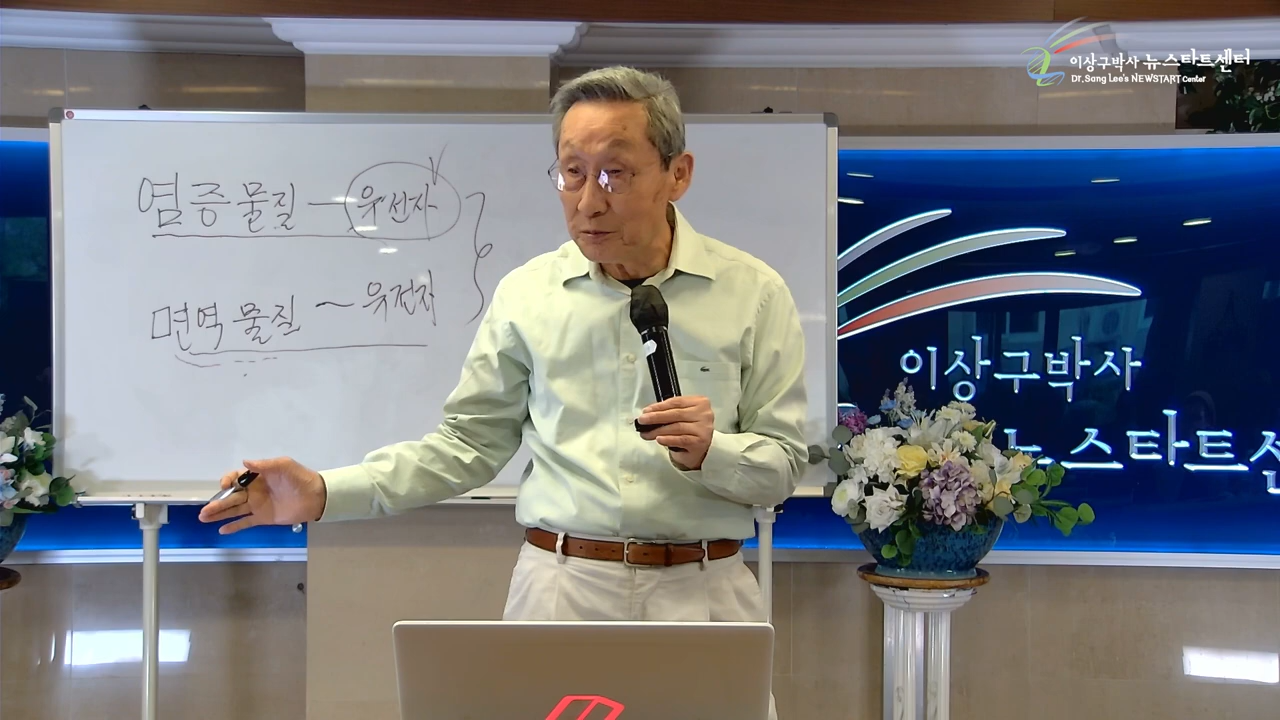 이상구박사 뉴스타트센터
Dr. Sang Lee's NEWSTART Center
염증물질 — 유전자
면역물질 ~ 유전자
이상구박사
뉴스타트센